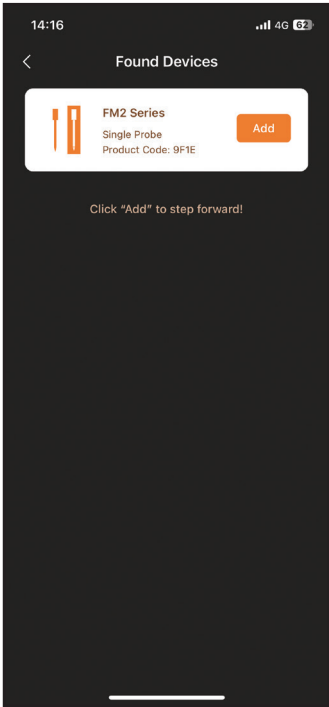 14:16
4G 62
Found Devices
FM2 Series
Single Probe
Product Code: 9F1E
Add
Click "Add" to step forward!